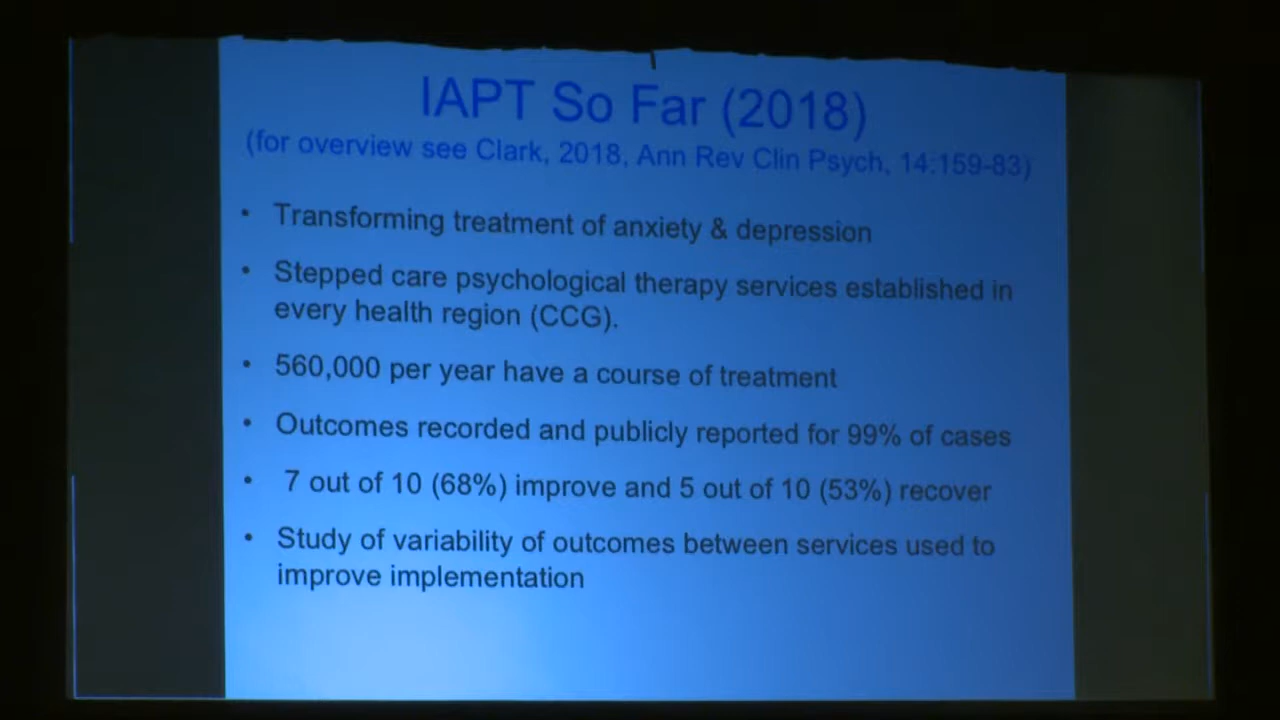 IAPT So Far (2018)
(for overview see Clark, 2018, Ann Rev Clin Psych, 14:159-83)
• Transforming treatment of anxiety & depression
• Stepped care psychological therapy services established in
every health region (CCG).
• 560,000 per year have a course of treatment
• Outcomes recorded and publicly reported for 99% of cases
• 7 out of 10 (68%) improve and 5 out of 10 (53%) recover
• Study of variability of outcomes between services used to
improve implementation